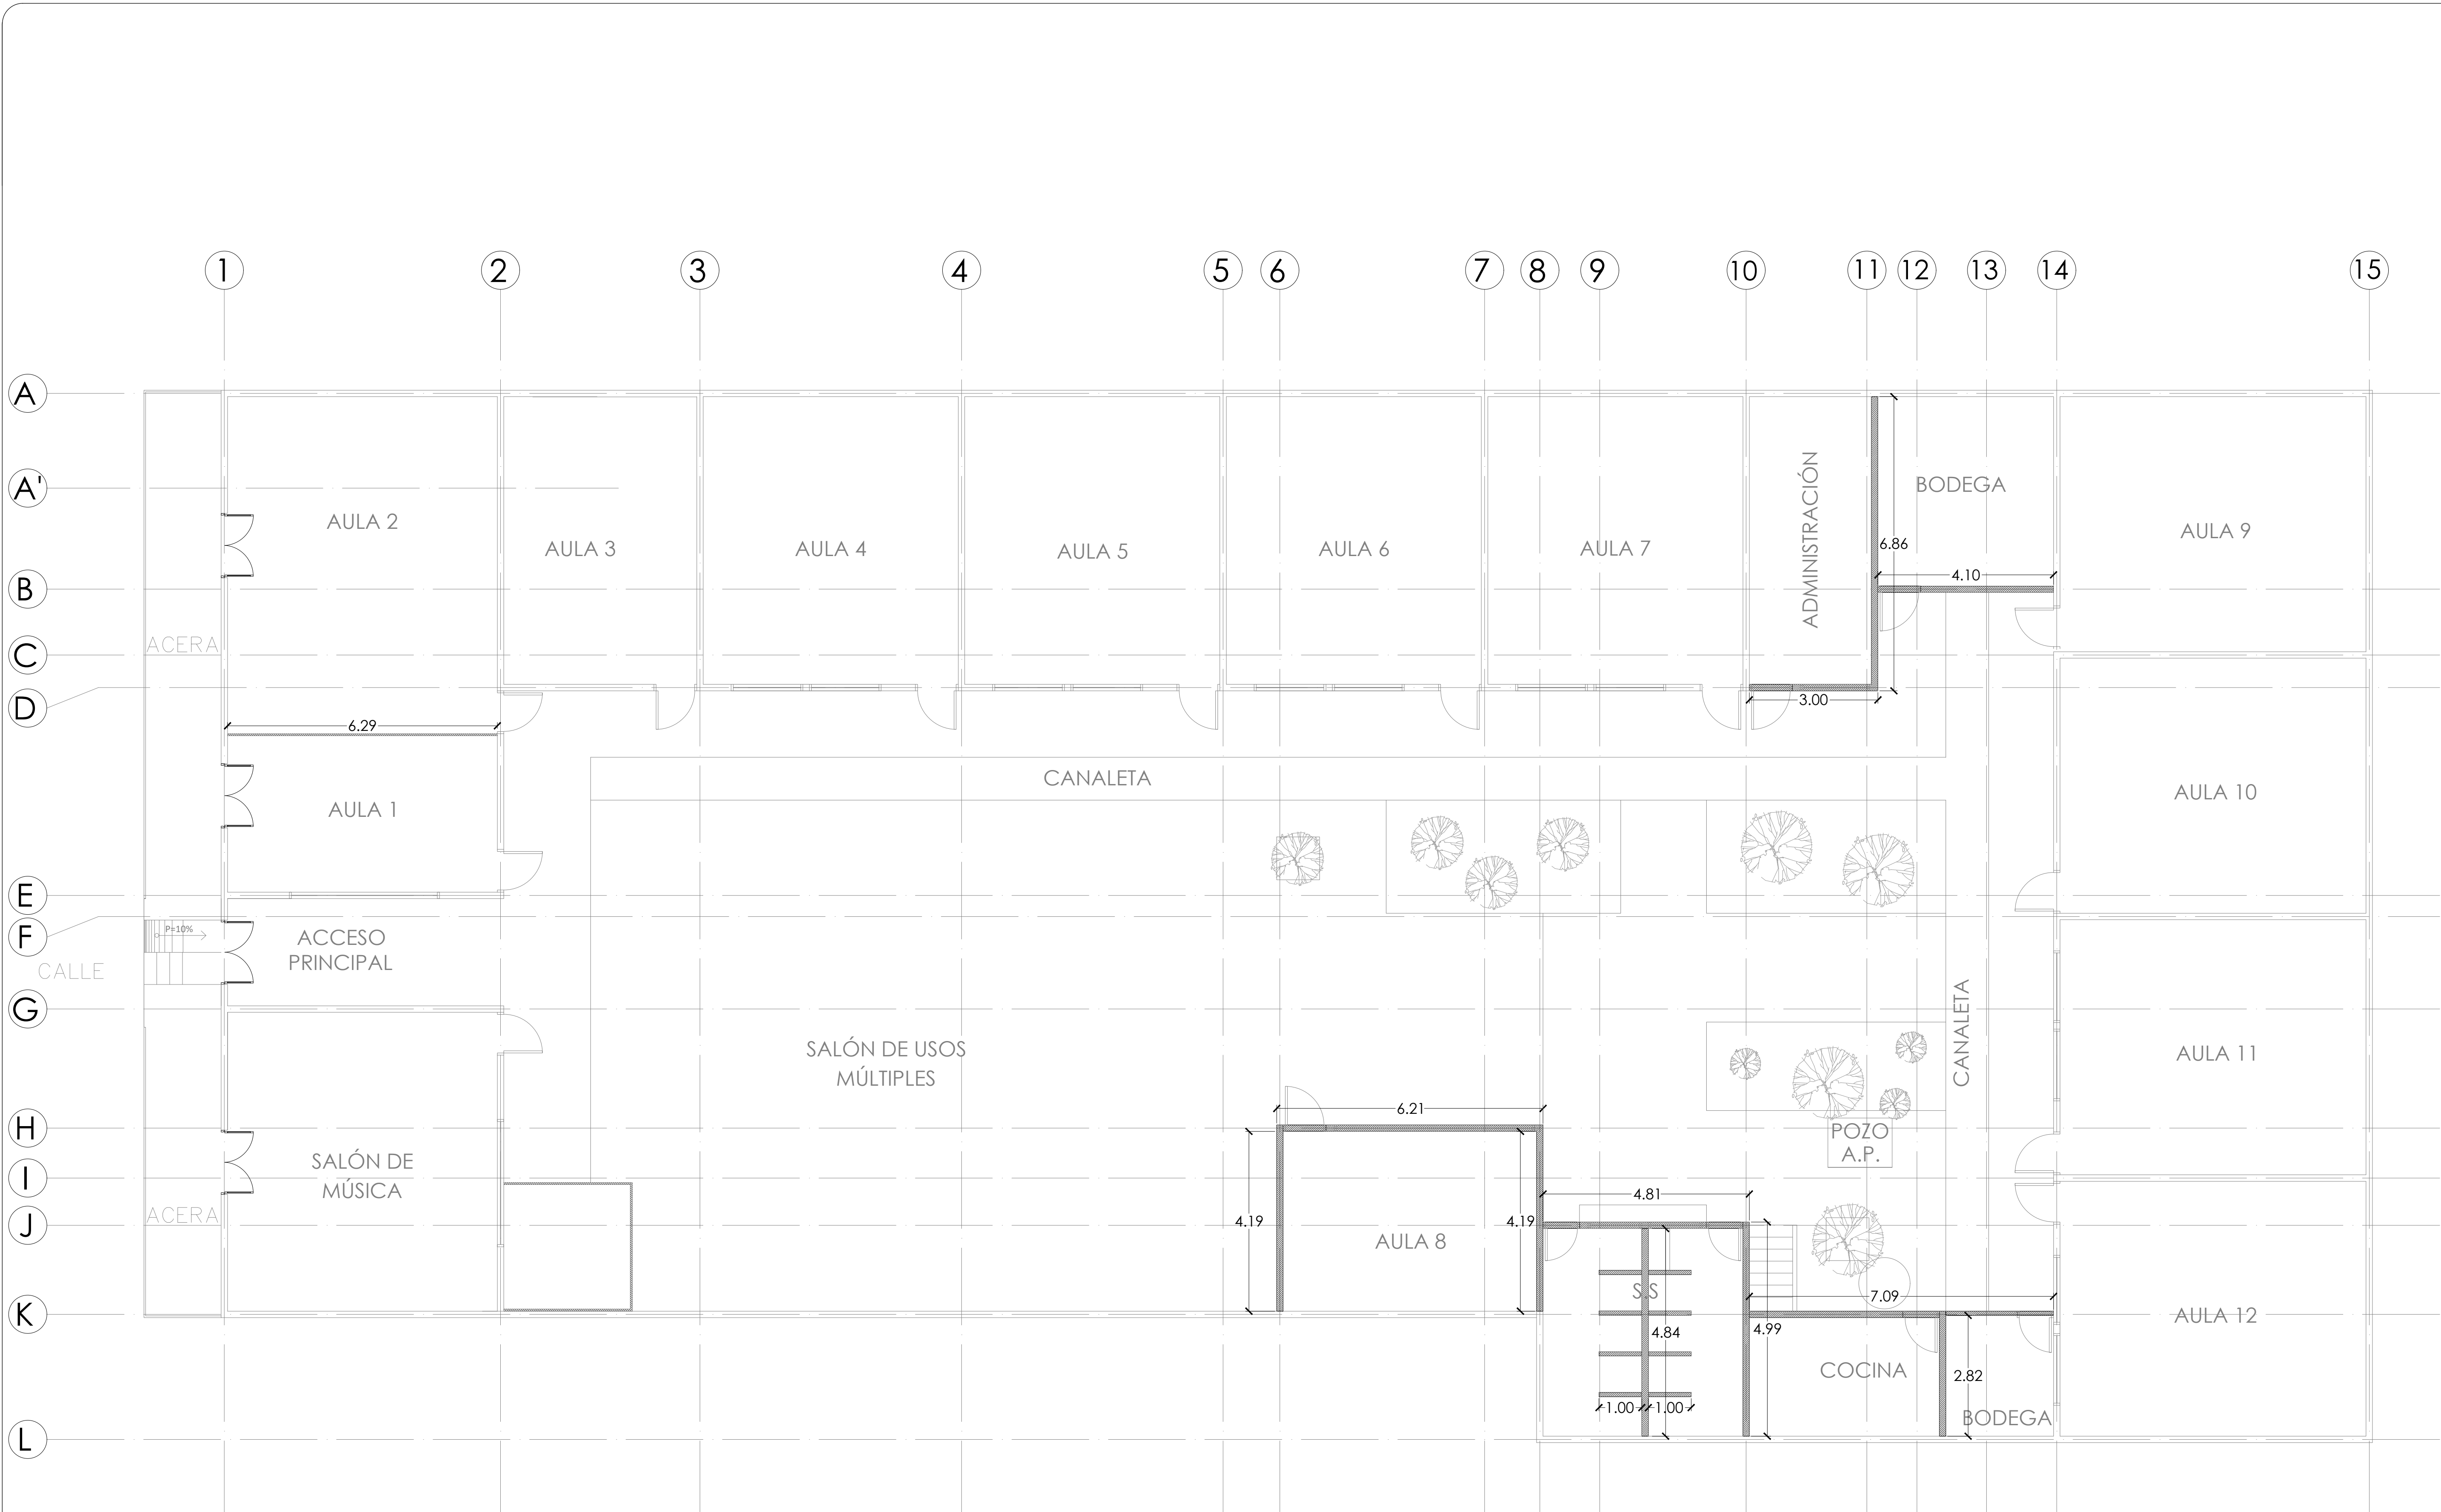 1 2 3 4 5 6 7 8 9 10 11 12 13 14 15
A
A'
B
C
D
E
F
G
H
I
J
K
L
AULA 2
AULA 3
AULA 4
AULA 5
AULA 6
AULA 7
ADMINISTRACIÓN
BODEGA
AULA 9
6.86
4.10
3.00
ACERA
6.29
AULA 1
CANALETA
AULA 10
P=10%
CALLE
ACCESO
PRINCIPAL
SALÓN DE USOS
MÚLTIPLES
CANALETA
AULA 11
6.21
POZO
A.P.
SALÓN DE
MÚSICA
ACERA
4.19
4.19
AULA 8
4.81
S.S
7.09
4.84
4.99
COCINA
2.82
1.00
1.00
BODEGA
AULA 12